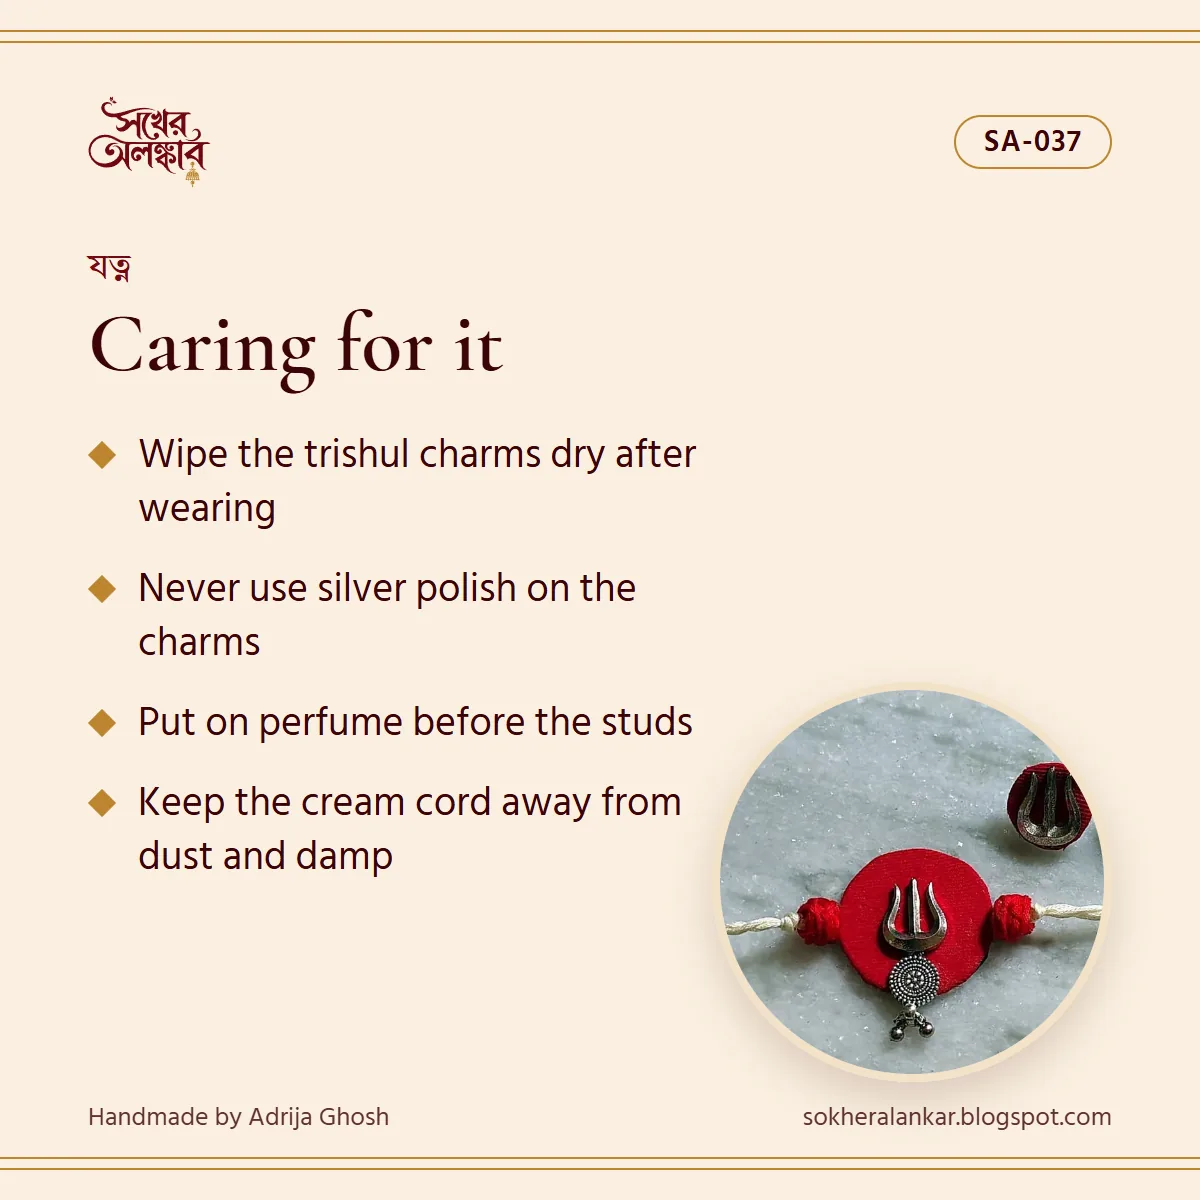 সখের
অলঙ্কার
SA-037
যত্ন
Caring for it
Wipe the trishul charms dry after
wearing
Never use silver polish on the
charms
Put on perfume before the studs
Keep the cream cord away from
dust and damp
Handmade by Adrija Ghosh
sokheralankar.blogspot.com